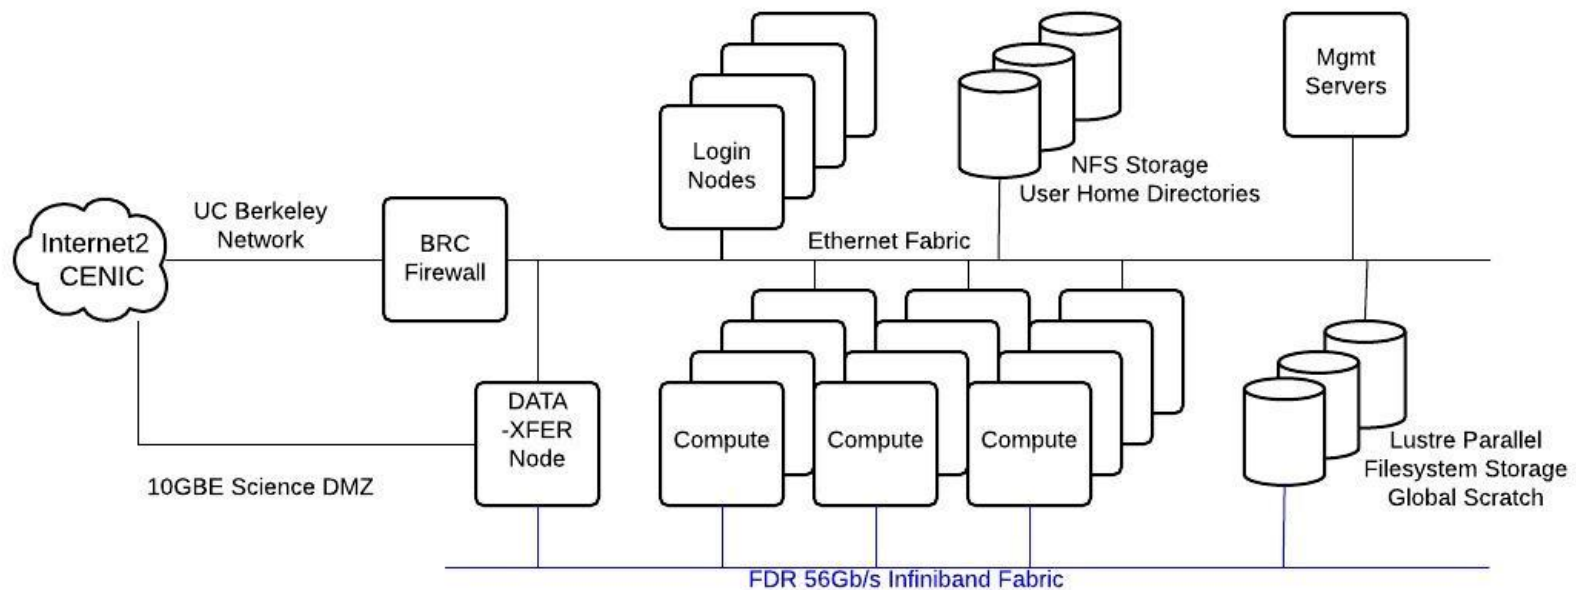 Mgmt
Servers
Login
Nodes
NFS Storage
User Home Directories
UC Berkeley
Network
Internet2
CENIC
BRC
Firewall
Ethernet Fabric
DATA
-XFER
Node
Compute
Compute
Compute
Lustre Parallel
Filesystem Storage
Global Scratch
10GBE Science DMZ
FDR 56Gb/s Infiniband Fabric